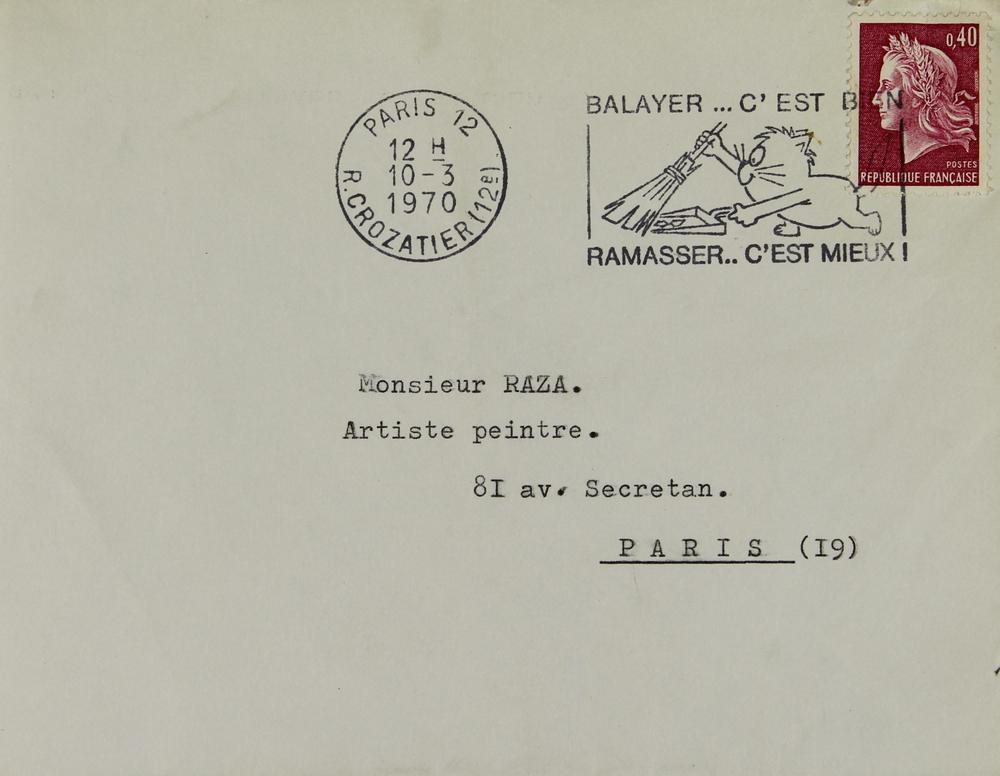 0,40
POSTES
REPUBLIQUE FRANÇAISE
PARIS 12
12 H
10-3
1970
R. CROZATIER (12e)
BALAYER ... C' EST BIEN
RAMASSER.. C'EST MIEUX !
Monsieur RAZA.
Artiste peintre.
8I av. Secretan.
P A R I S (I9)